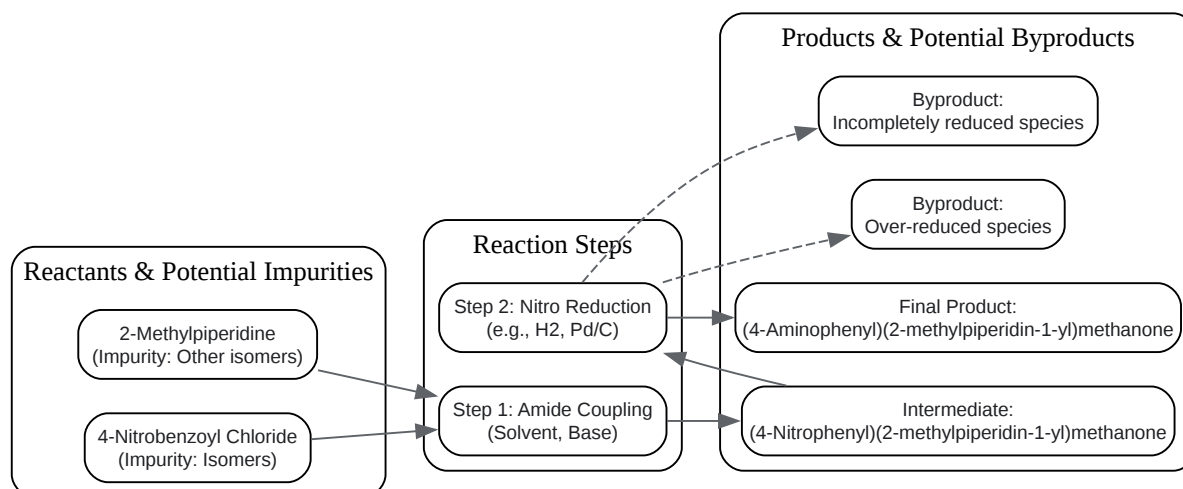 Products & Potential Byproducts
Byproduct:
Incompletely reduced species
Byproduct:
Over-reduced species
Reaction Steps
Reactants & Potential Impurities
Step 2: Nitro Reduction
(e.g., H2, Pd/C)
Final Product:
(4-Aminophenyl)(2-methylpiperidin-1-yl)methanone
2-Methylpiperidine
(Impurity: Other isomers)
Step 1: Amide Coupling
(Solvent, Base)
Intermediate:
(4-Nitrophenyl)(2-methylpiperidin-1-yl)methanone
4-Nitrobenzoyl Chloride
(Impurity: Isomers)